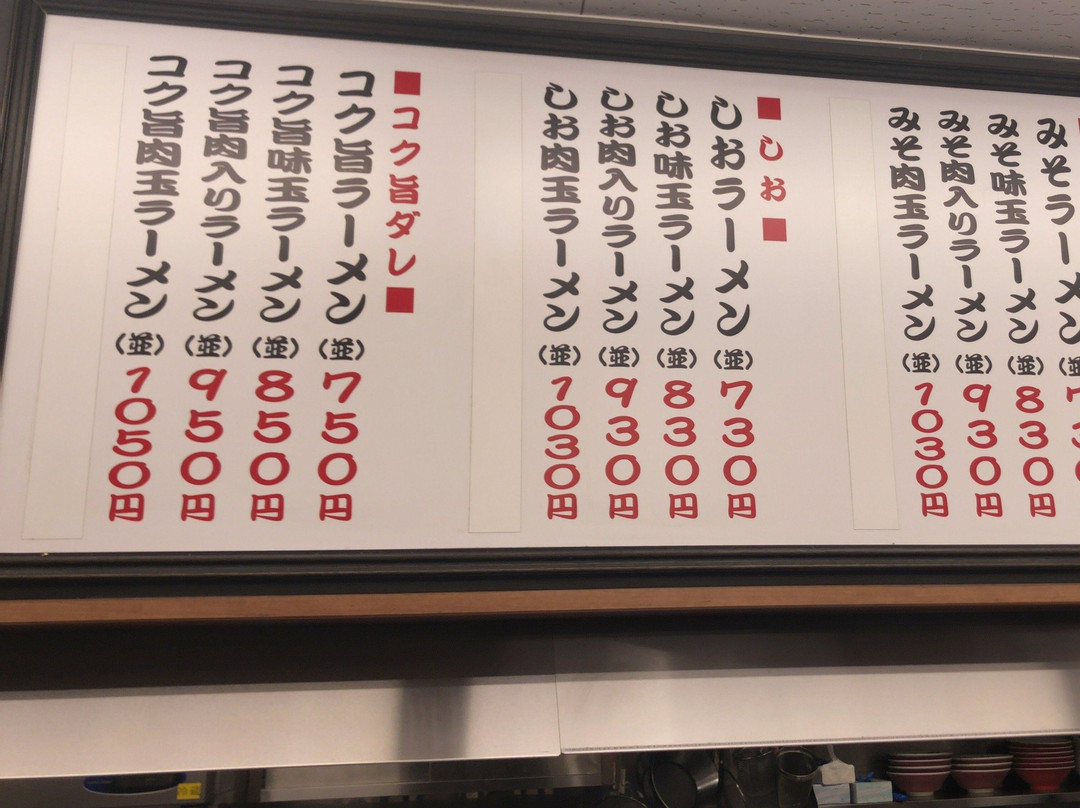 みそラーメン
みそ味玉ラーメン(並)830円
みそ肉入りラーメン(並)930円
みそ肉玉ラーメン(並)1030円
■しお■
しおラーメン(並)730円
しお味玉ラーメン(並)830円
しお肉入りラーメン(並)930円
しお肉玉ラーメン(並)1030円
■コク旨ダレ■
コク旨ラーメン(並)750円
コク旨味玉ラーメン(並)850円
コク旨肉入りラーメン(並)950円
コク旨肉玉ラーメン(並)1050円
冷蔵